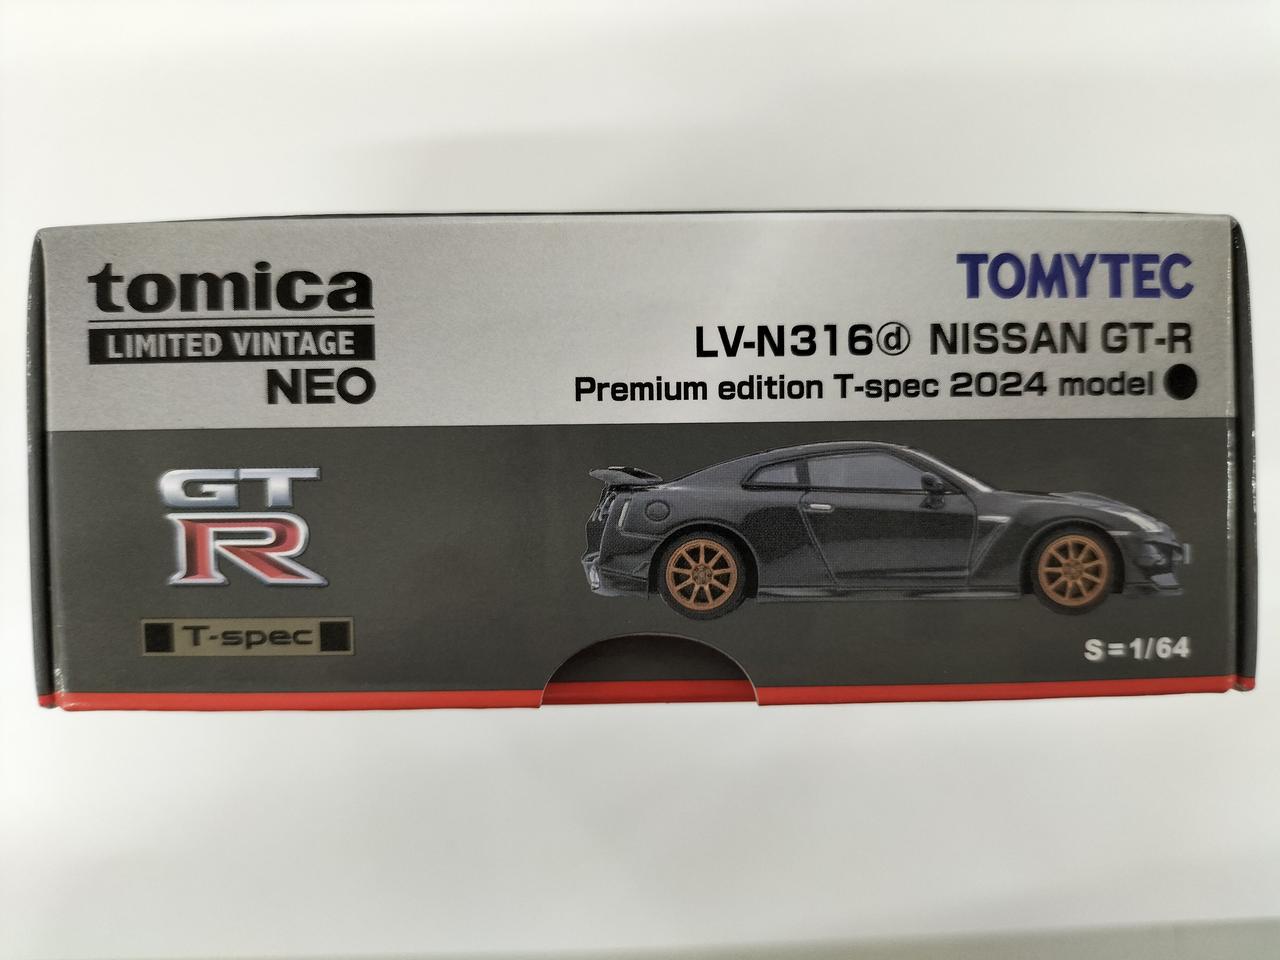 tomica
LIMITED VINTAGE
NEO
TOMYTEC
LV-N316ⓓ NISSAN GT-R
Premium edition T-spec 2024 model
GT
R
T-spec
S=1/64